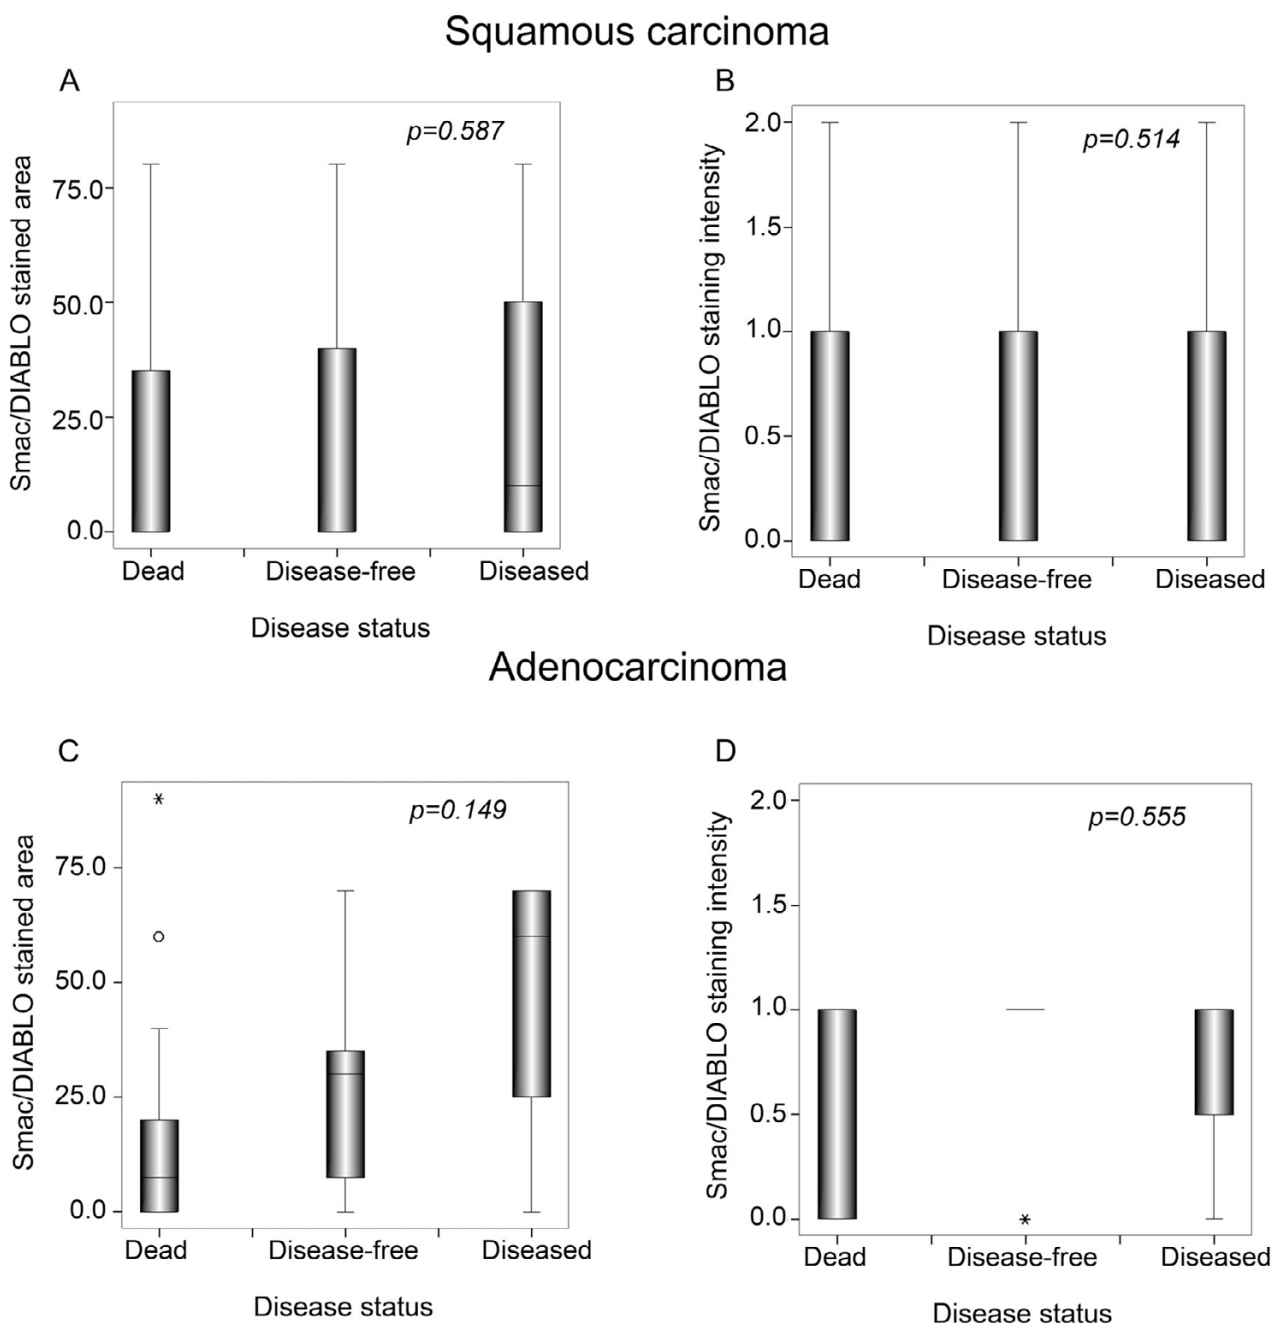 Squamous carcinoma
A
B
p=0.587
Smac/DIABLO stained area
75.0
50.0
25.0
0.0
Dead
Disease-free
Diseased
Disease status
p=0.514
Smac/DIABLO staining intensity
2.0
1.5
1.0
0.5
0.0
Dead
Disease-free
Diseased
Disease status
Adenocarcinoma
C
D
p=0.149
Smac/DIABLO stained area
75.0
50.0
25.0
0.0
Dead
Disease-free
Diseased
Disease status
p=0.555
Smac/DIABLO staining intensity
2.0
1.5
1.0
0.5
0.0
Dead
Disease-free
Diseased
Disease status